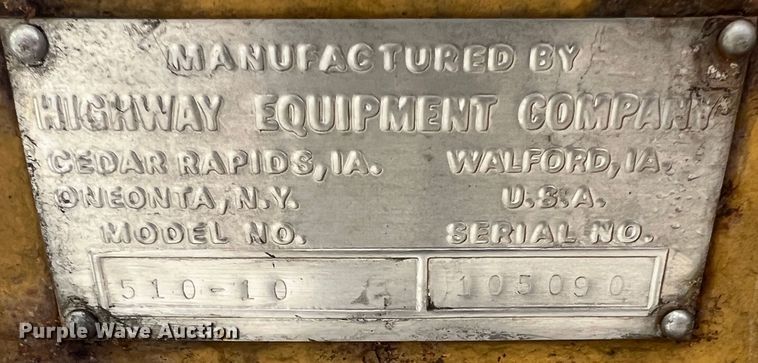 MANUFACTURED BY
HIGHWAY EQUIPMENT COMPANY
CEDAR RAPIDS, IA. WALFORD, IA.
ONEONTA, N.Y. U.S.A.
MODEL NO. SERIAL NO.
510-10 105090
Purple Wave Auction